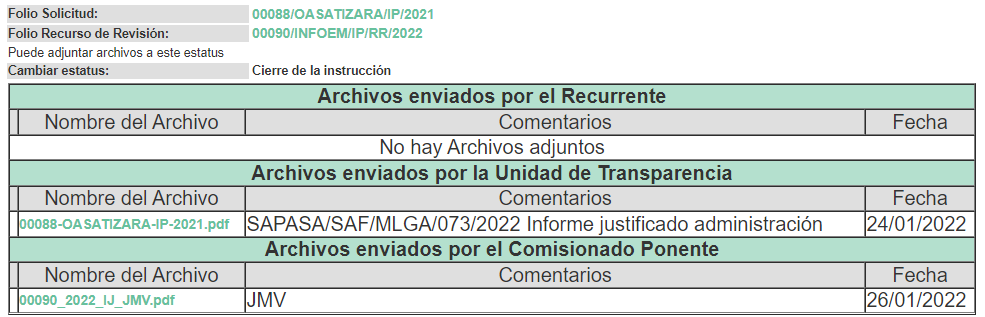 Folio Solicitud: 00088/OASATIZARA/IP/2021
Folio Recurso de Revisión: 00090/INFOEM/IP/RR/2022
Puede adjuntar archivos a este estatus
Cambiar estatus: Cierre de la instrucción
Archivos enviados por el Recurrente
Nombre del Archivo Comentarios Fecha
No hay Archivos adjuntos
Archivos enviados por la Unidad de Transparencia
Nombre del Archivo Comentarios Fecha
00088-OASATIZARA-IP-2021.pdf SAPASA/SAF/MLGA/073/2022 Informe justificado administración 24/01/2022
Archivos enviados por el Comisionado Ponente
Nombre del Archivo Comentarios Fecha
00090_2022_IJ_JMV.pdf JMV 26/01/2022